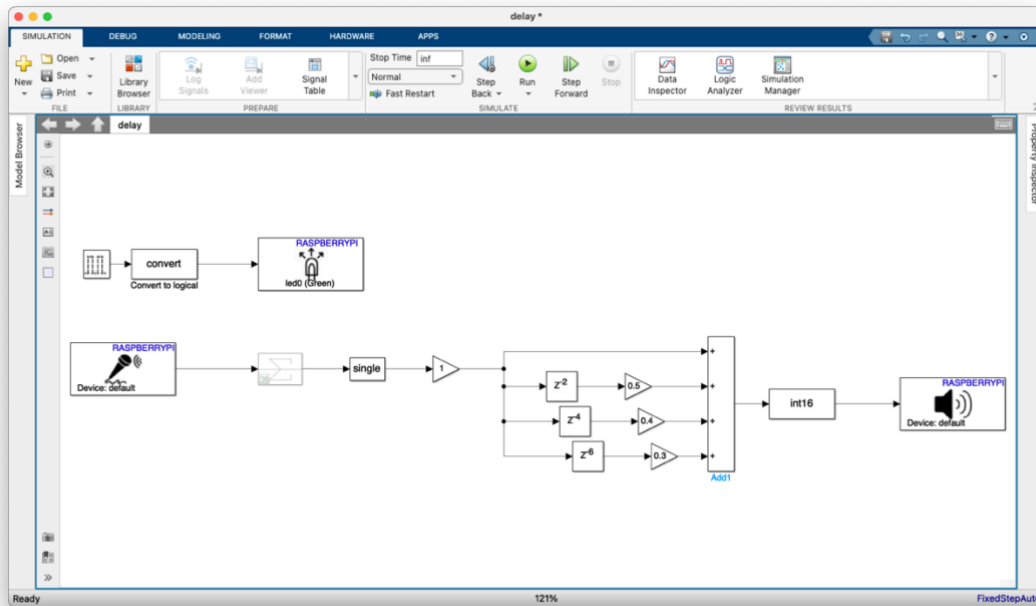 delay *
SIMULATION DEBUG MODELING FORMAT HARDWARE APPS
New
Open
Save
Print
FILE
Library Browser
LIBRARY
Log Signals
Add Viewer
Signal Table
PREPARE
Stop Time inf
Normal
Fast Restart
Step Back
Run
Step Forward
Stop
SIMULATE
Data Inspector
Logic Analyzer
Simulation Manager
REVIEW RESULTS
Model Browser
delay
Property Inspector
RASPBERRYPI
convert
led0 (Green)
Convert to logical
RASPBERRYPI
Device: default
single
1
z-2
0.5
z-4
0.4
z-6
0.3
+
+
+
+
Add1
int16
RASPBERRYPI
Device: default
Ready
121%
FixedStepAut